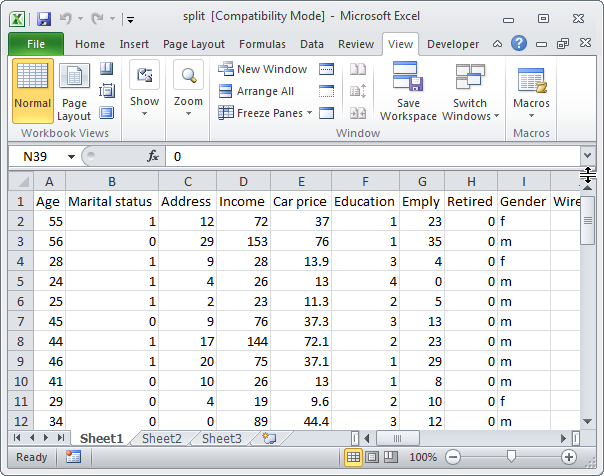 split [Compatibility Mode] - Microsoft Excel
File Home Insert Page Layout Formulas Data Review View Developer
Normal Page Layout Show Zoom New Window Arrange All Freeze Panes Save Workspace Switch Windows Macros
Workbook Views Window Macros
N39 fx 0
A B C D E F G H I
1 Age Marital status Address Income Car price Education Emply Retired Gender Wire
2 55 1 12 72 37 1 23 0 f
3 56 0 29 153 76 1 35 0 m
4 28 1 9 28 13.9 3 4 0 f
5 24 1 4 26 13 4 0 0 m
6 25 1 2 23 11.3 2 5 0 m
7 45 0 9 76 37.3 3 13 0 m
8 44 1 17 144 72.1 2 23 0 m
9 46 1 20 75 37.1 1 29 0 m
10 41 0 10 26 13 1 8 0 m
11 29 0 4 19 9.6 2 10 0 f
12 34 0 0 89 44.4 3 12 0 m
Sheet1 Sheet2 Sheet3
Ready 100%